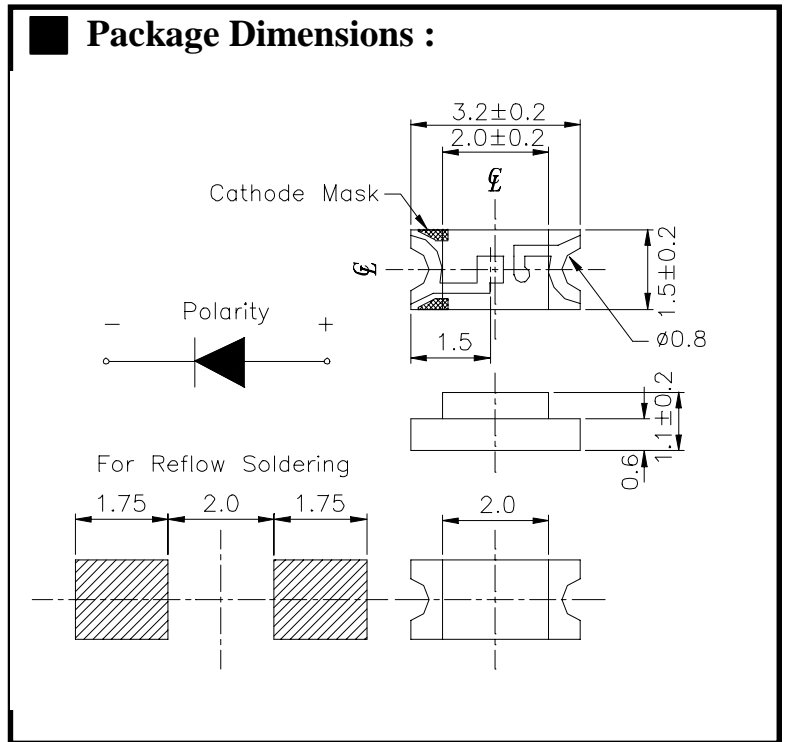 Package Dimensions :
3.2±0.2
2.0±0.2
℄
Cathode Mask
℄
1.5±0.2
Polarity
- +
ø0.8
1.5
1.1±0.2
0.6
For Reflow Soldering
1.75 2.0 1.75
2.0